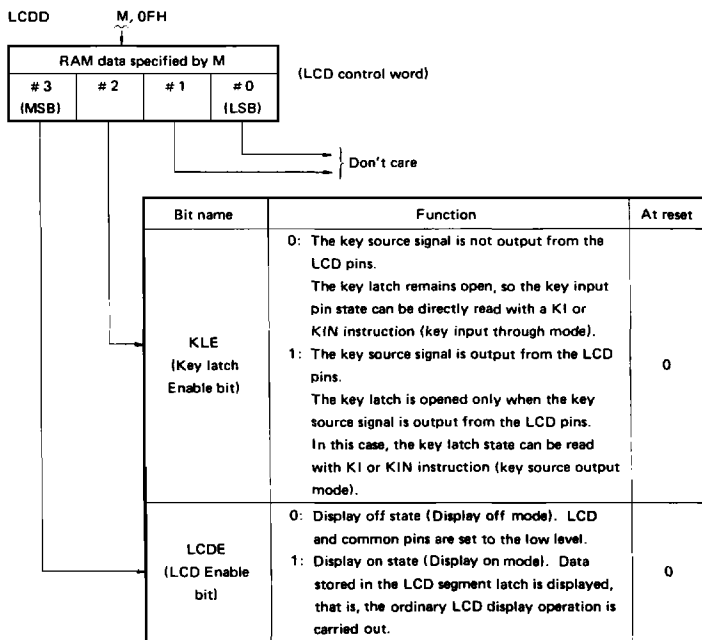 LCDD M, 0FH
RAM data specified by M
(LCD control word)
#3 #2 #1 #0
(MSB) (LSB)
Don't care
Bit name Function At reset
KLE
(Key latch
Enable bit)
0: The key source signal is not output from the
LCD pins.
The key latch remains open, so the key input
pin state can be directly read with a KI or
KIN instruction (key input through mode).
1: The key source signal is output from the LCD
pins.
The key latch is opened only when the key
source signal is output from the LCD pins.
In this case, the key latch state can be read
with KI or KIN instruction (key source output
mode).
0
LCDE
(LCD Enable
bit)
0: Display off state (Display off mode). LCD
and common pins are set to the low level.
1: Display on state (Display on mode). Data
stored in the LCD segment latch is displayed,
that is, the ordinary LCD display operation is
carried out.
0